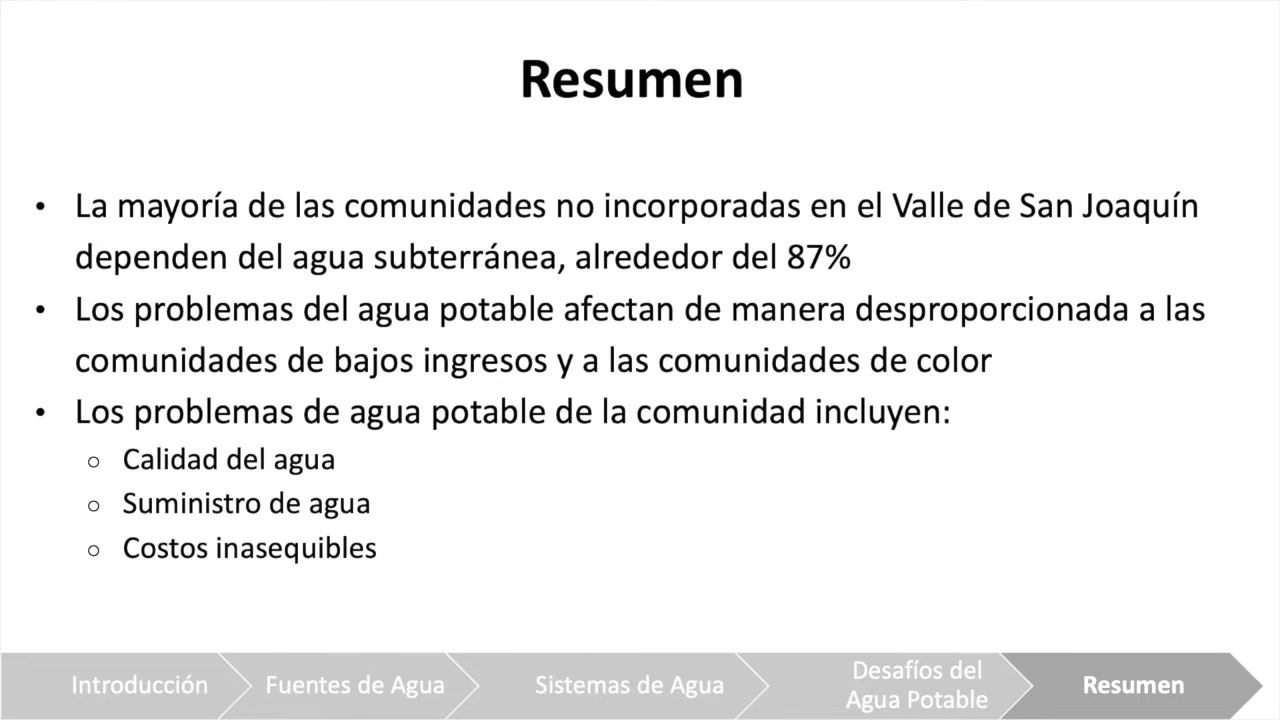 Resumen
• La mayoría de las comunidades no incorporadas en el Valle de San Joaquín
dependen del agua subterránea, alrededor del 87%
• Los problemas del agua potable afectan de manera desproporcionada a las
comunidades de bajos ingresos y a las comunidades de color
• Los problemas de agua potable de la comunidad incluyen:
○ Calidad del agua
○ Suministro de agua
○ Costos inasequibles
Introducción
Fuentes de Agua
Sistemas de Agua
Desafíos del
Agua Potable
Resumen